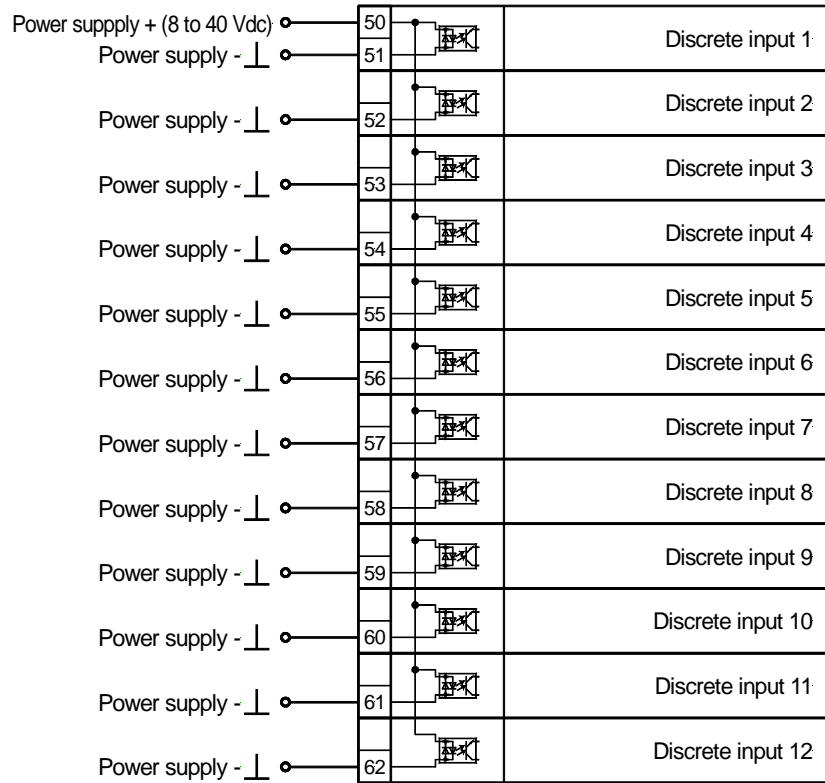 Power suppply + (8 to 40 Vdc) 50
Discrete input 1
Power supply - 51
Discrete input 2
Power supply - 52
Discrete input 3
Power supply - 53
Discrete input 4
Power supply - 54
Discrete input 5
Power supply - 55
Discrete input 6
Power supply - 56
Discrete input 7
Power supply - 57
Discrete input 8
Power supply - 58
Discrete input 9
Power supply - 59
Discrete input 10
Power supply - 60
Discrete input 11
Power supply - 61
Discrete input 12
Power supply - 62